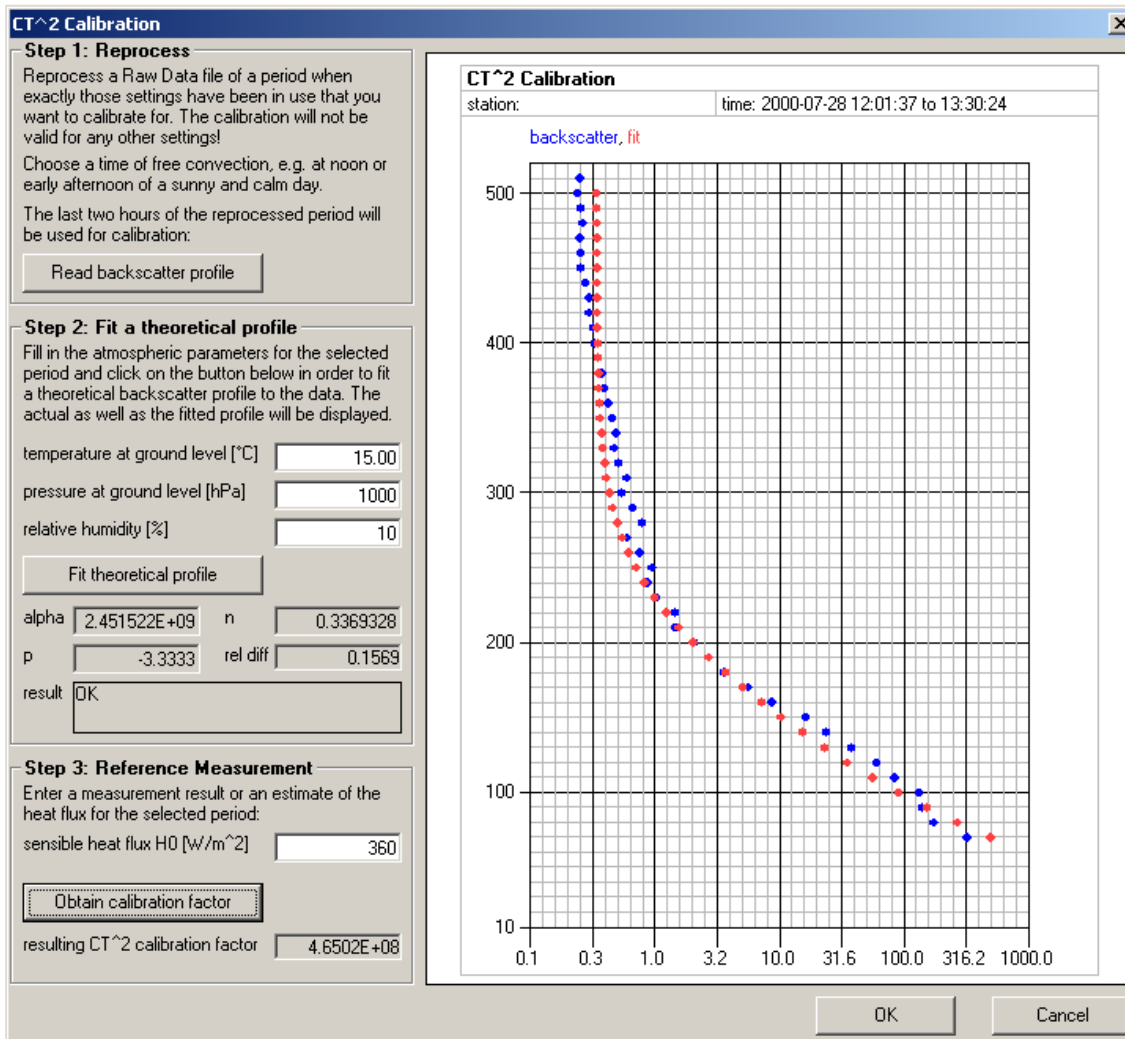 CT^2 Calibration
Step 1: Reprocess
Reprocess a Raw Data file of a period when
exactly those settings have been in use that you
want to calibrate for. The calibration will not be
valid for any other settings!
Choose a time of free convection, e.g. at noon or
early afternoon of a sunny and calm day.
The last two hours of the reprocessed period will
be used for calibration:
Read backscatter profile
Step 2: Fit a theoretical profile
Fill in the atmospheric parameters for the selected
period and click on the button below in order to fit
a theoretical backscatter profile to the data. The
actual as well as the fitted profile will be displayed.
temperature at ground level [°C] 15.00
pressure at ground level [hPa] 1000
relative humidity [%] 10
Fit theoretical profile
alpha 2.451522E+09 n 0.3369328
p -3.3333 rel diff 0.1569
result OK
Step 3: Reference Measurement
Enter a measurement result or an estimate of the
heat flux for the selected period:
sensible heat flux H0 [W/m^2] 360
Obtain calibration factor
resulting CT^2 calibration factor 4.6502E+08
CT^2 Calibration
station: time: 2000-07-28 12:01:37 to 13:30:24
backscatter, fit
500
400
300
200
100
10
0.1 0.3 1.0 3.2 10.0 31.6 100.0 316.2 1000.0
OK Cancel